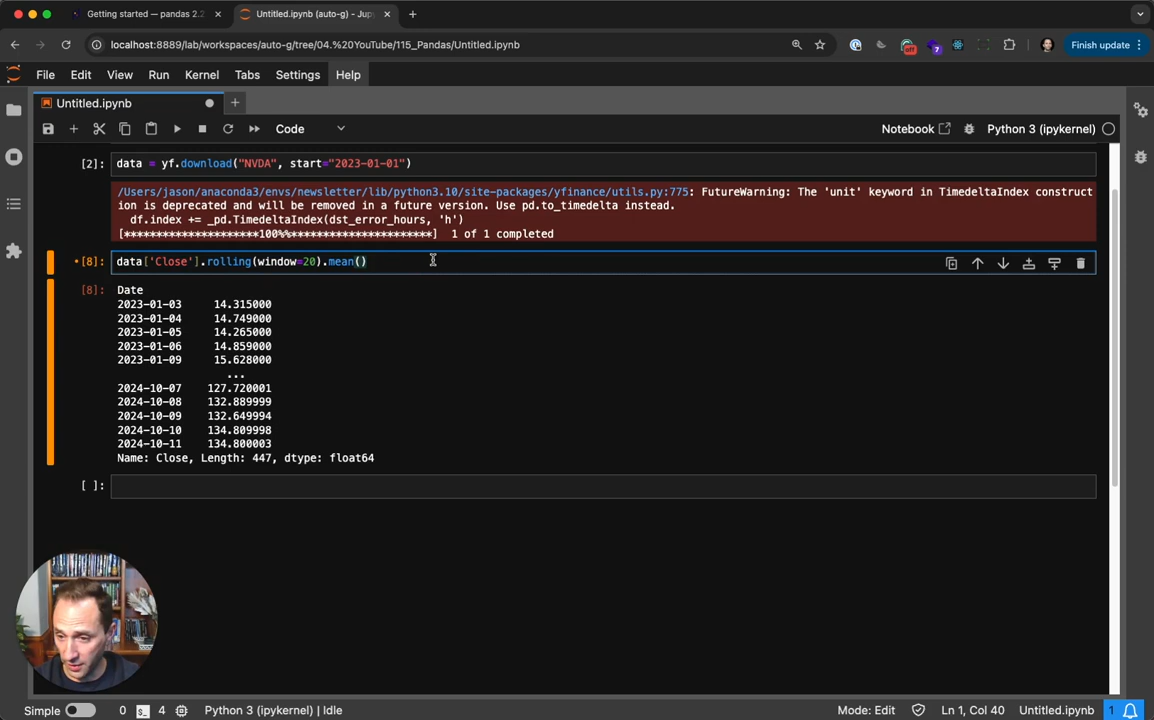 Getting started — pandas 2.2
Untitled.ipynb (auto-g) - Jup
localhost:8889/lab/workspaces/auto-g/tree/04.%20YouTube/115_Pandas/Untitled.ipynb
off
7
Finish update
File Edit View Run Kernel Tabs Settings Help
Untitled.ipynb
Code
Notebook
Python 3 (ipykernel)
[2]: data = yf.download("NVDA", start="2023-01-01")
/Users/jason/anaconda3/envs/newsletter/lib/python3.10/site-packages/yfinance/utils.py:775: FutureWarning: The 'unit' keyword in TimedeltaIndex construct
ion is deprecated and will be removed in a future version. Use pd.to_timedelta instead.
df.index += _pd.TimedeltaIndex(dst_error_hours, 'h')
[*********************100%%**********************] 1 of 1 completed
[8]: data['Close'].rolling(window=20).mean()
[8]: Date
2023-01-03 14.315000
2023-01-04 14.749000
2023-01-05 14.265000
2023-01-06 14.859000
2023-01-09 15.628000
...
2024-10-07 127.720001
2024-10-08 132.889999
2024-10-09 132.649994
2024-10-10 134.809998
2024-10-11 134.800003
Name: Close, Length: 447, dtype: float64
[ ]:
Simple 0 $_ 4 Python 3 (ipykernel) | Idle Mode: Edit Ln 1, Col 40 Untitled.ipynb 1